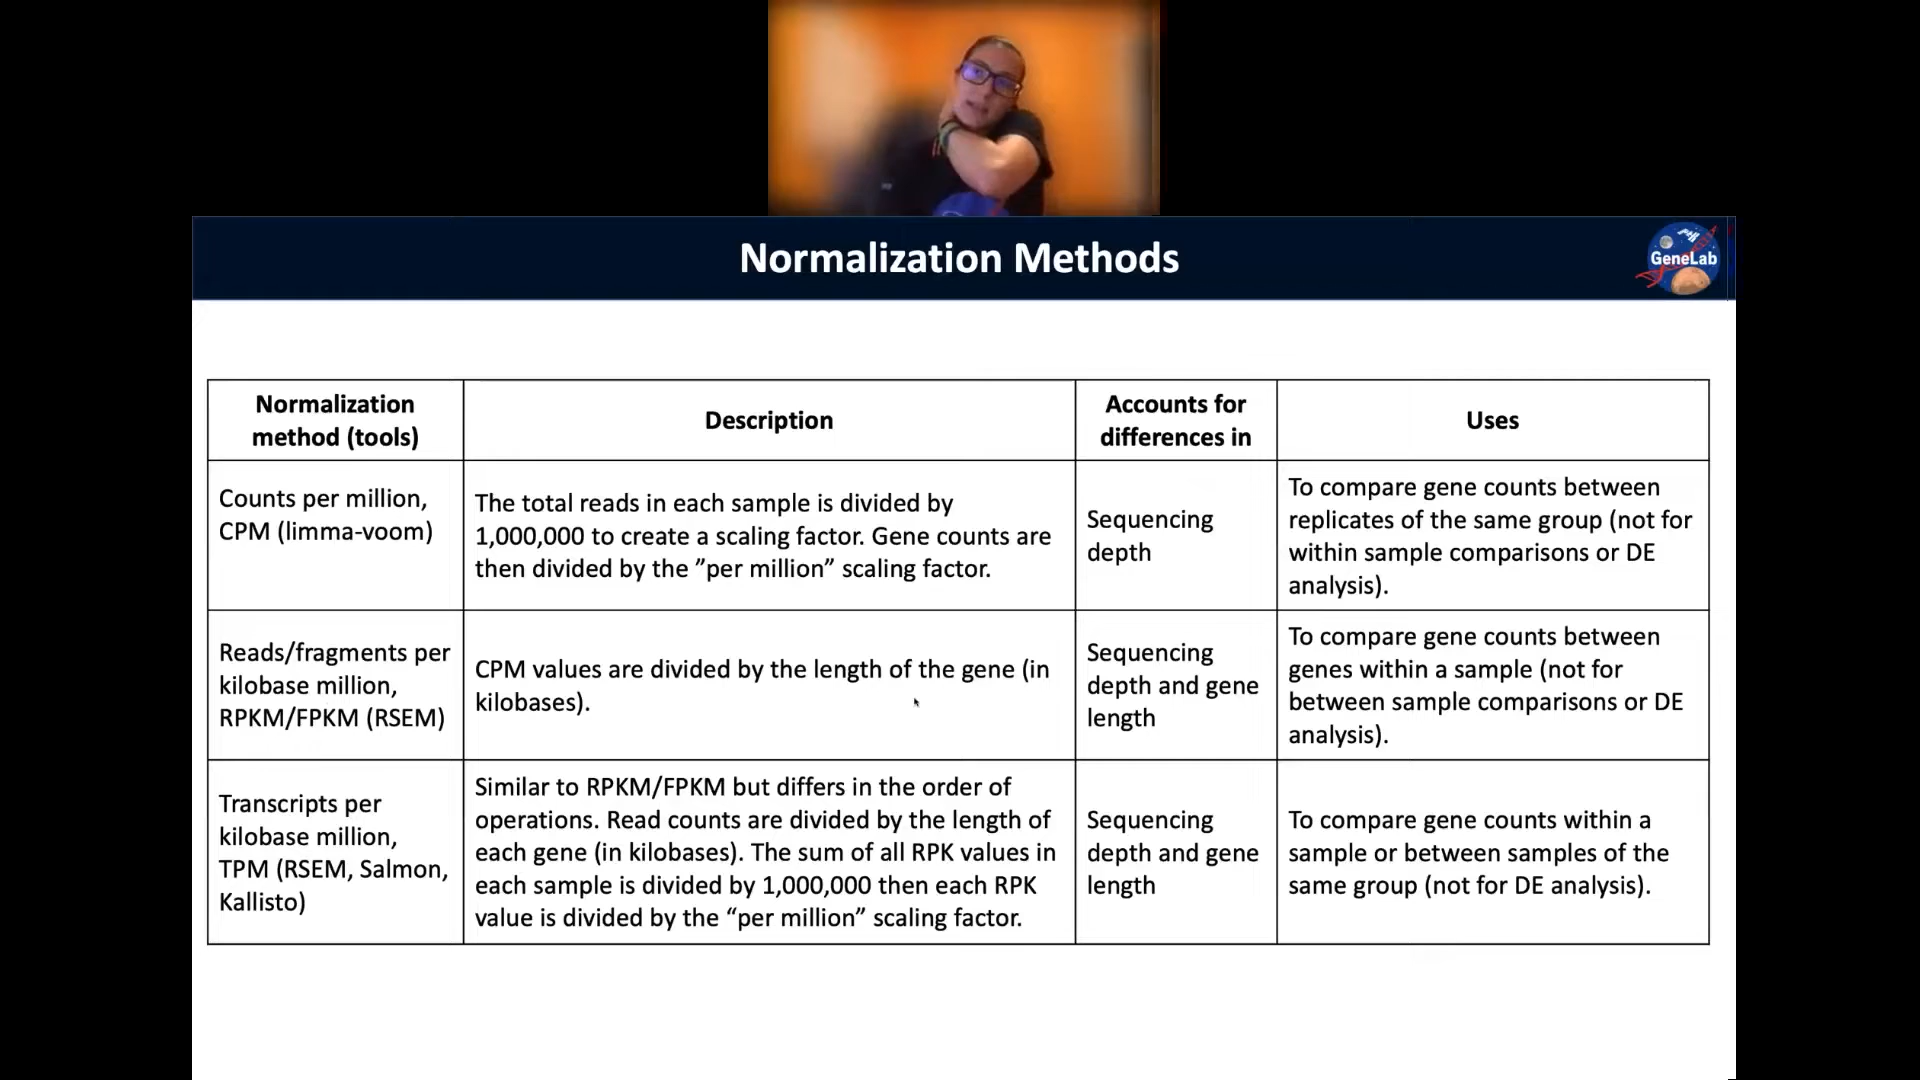 Normalization Methods
GeneLab
Normalization
method (tools)
Description
Accounts for
differences in
Uses
Counts per million,
CPM (limma-voom)
The total reads in each sample is divided by
1,000,000 to create a scaling factor. Gene counts are
then divided by the ”per million” scaling factor.
Sequencing
depth
To compare gene counts between
replicates of the same group (not for
within sample comparisons or DE
analysis).
Reads/fragments per
kilobase million,
RPKM/FPKM (RSEM)
CPM values are divided by the length of the gene (in
kilobases).
Sequencing
depth and gene
length
To compare gene counts between
genes within a sample (not for
between sample comparisons or DE
analysis).
Transcripts per
kilobase million,
TPM (RSEM, Salmon,
Kallisto)
Similar to RPKM/FPKM but differs in the order of
operations. Read counts are divided by the length of
each gene (in kilobases). The sum of all RPK values in
each sample is divided by 1,000,000 then each RPK
value is divided by the “per million” scaling factor.
Sequencing
depth and gene
length
To compare gene counts within a
sample or between samples of the
same group (not for DE analysis).